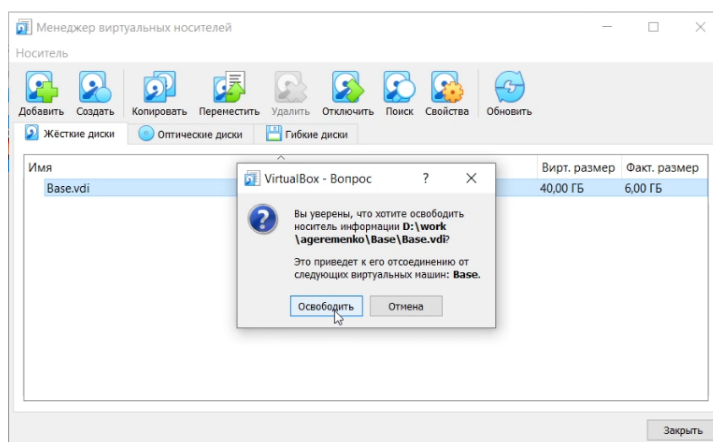 Менеджер виртуальных носителей
Носитель
Добавить Создать Копировать Переместить Удалить Отключить Поиск Свойства Обновить
Жёсткие диски Оптические диски Гибкие диски
Имя Вирт. размер Факт. размер
Base.vdi 40,00 ГБ 6,00 ГБ
VirtualBox - Вопрос ?
Вы уверены, что хотите освободить
носитель информации D:\work
\ageremenko\Base\Base.vdi?
Это приведет к его отсоединению от
следующих виртуальных машин: Base.
Освободить Отмена
Закрыть